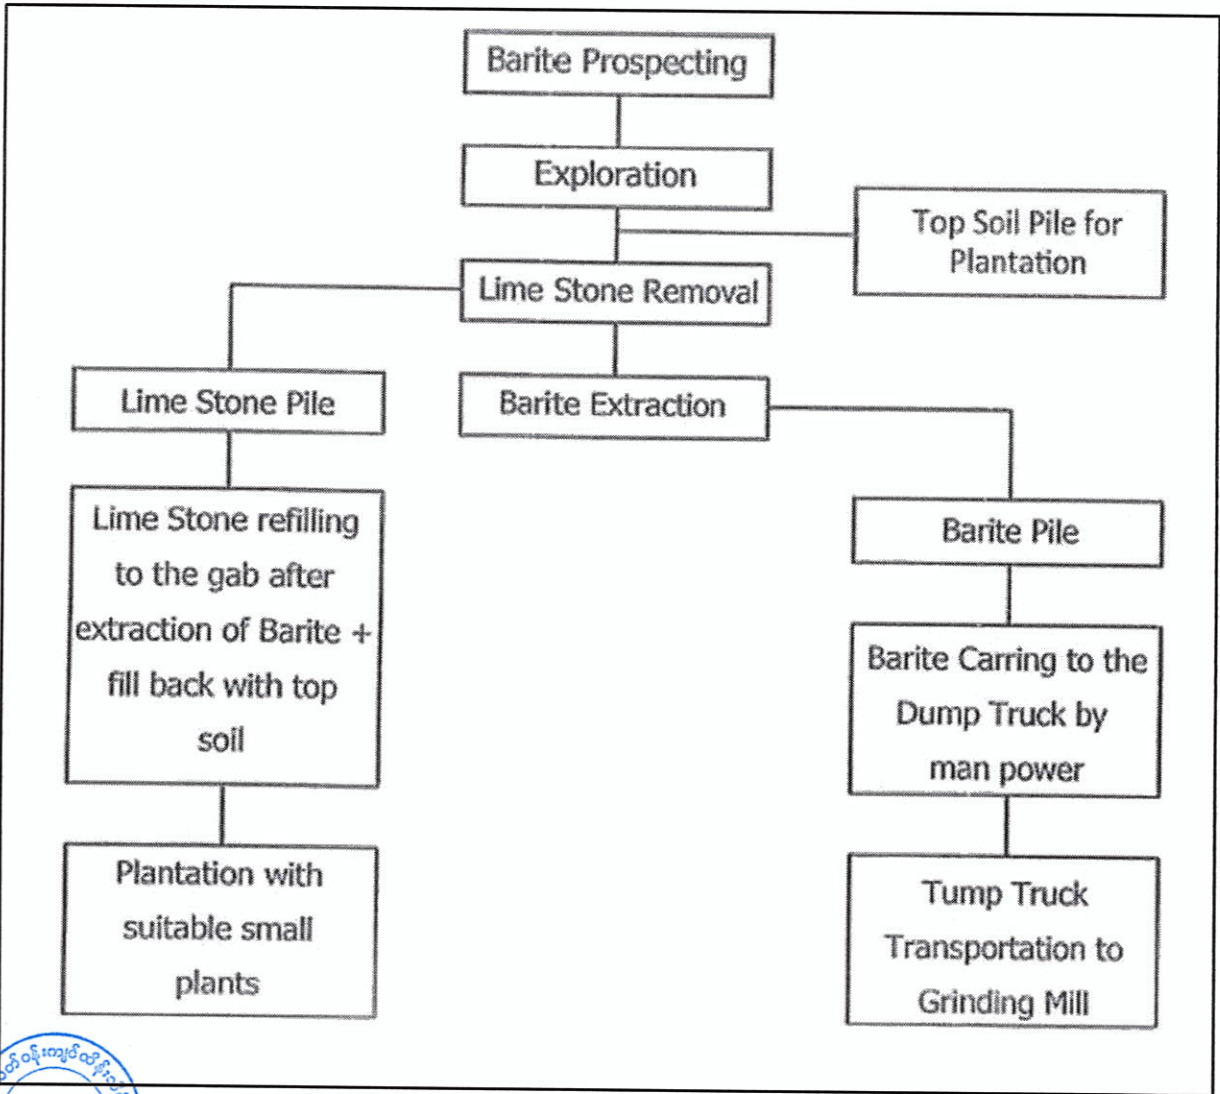 Barite Prospecting
Exploration
Top Soil Pile for
Plantation
Lime Stone Removal
Lime Stone Pile
Barite Extraction
Lime Stone refilling
to the gab after
extraction of Barite +
fill back with top
soil
Barite Pile
Barite Carring to the
Dump Truck by
man power
Plantation with
suitable small
plants
Tump Truck
Transportation to
Grinding Mill